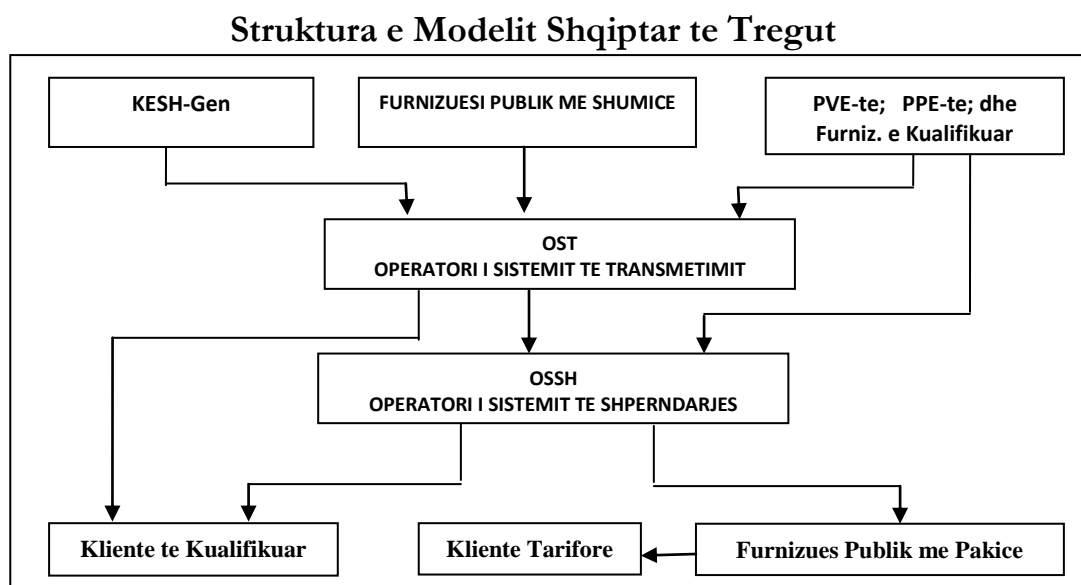 Struktura e Modelit Shqiptar te Tregut
KESH-Gen
FURNIZUESI PUBLIK ME SHUMICE
PVE-te; PPE-te; dhe
Furniz. e Kualifikuar
OST
OPERATORI I SISTEMIT TE TRANSMETIMIT
OSSH
OPERATORI I SISTEMIT TE SHPERNDARJES
Kliente te Kualifikuar
Kliente Tarifore
Furnizues Publik me Pakice